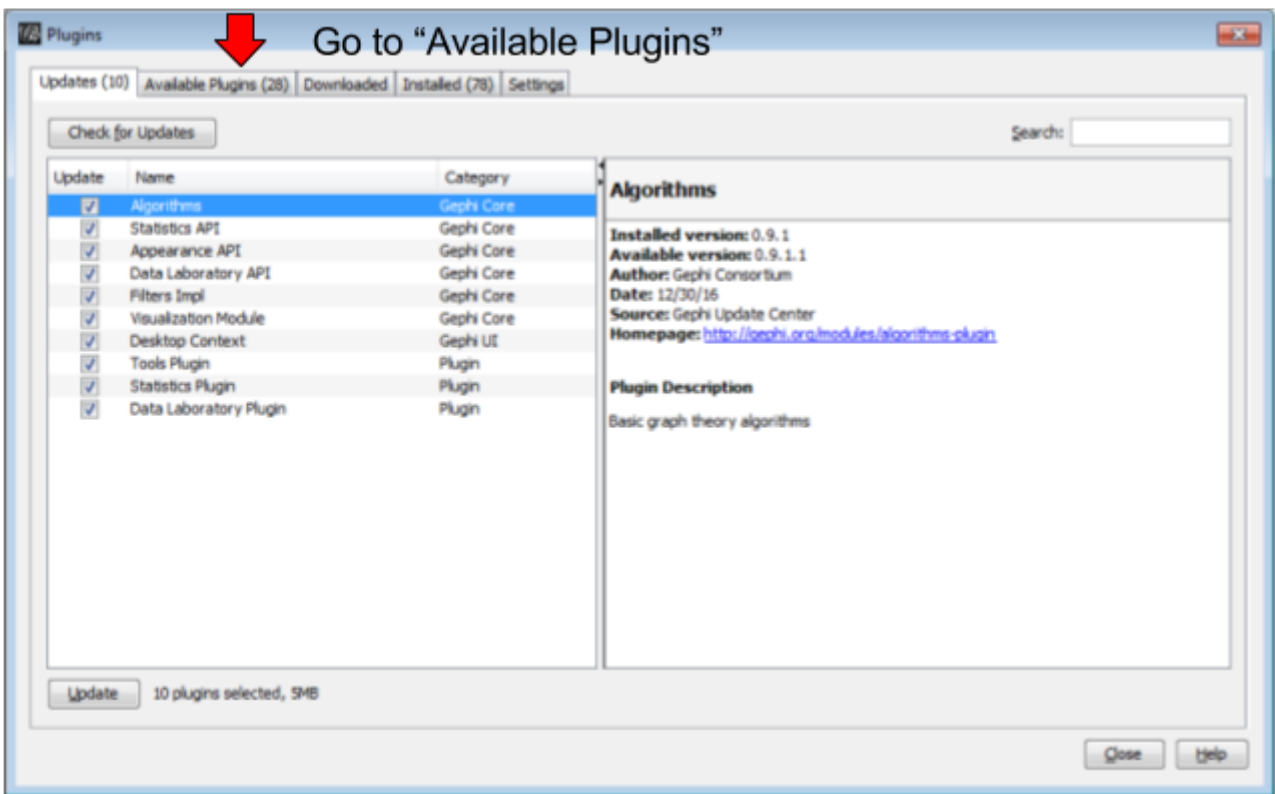 Plugins
Go to “Available Plugins”
Updates (10) Available Plugins (28) Downloaded Installed (78) Settings
Check for Updates Search:
Update Name Category
Algorithms Gephi Core
Statistics API Gephi Core
Appearance API Gephi Core
Data Laboratory API Gephi Core
Filters Impl Gephi Core
Visualization Module Gephi Core
Desktop Context Gephi UI
Tools Plugin Plugin
Statistics Plugin Plugin
Data Laboratory Plugin Plugin
Algorithms
Installed version: 0.9.1
Available version: 0.9.1.1
Author: Gephi Consortium
Date: 12/30/16
Source: Gephi Update Center
Homepage: http://gephi.org/modules/algorithms-plugin
Plugin Description
Basic graph theory algorithms
Update 10 plugins selected, 5MB
Close Help